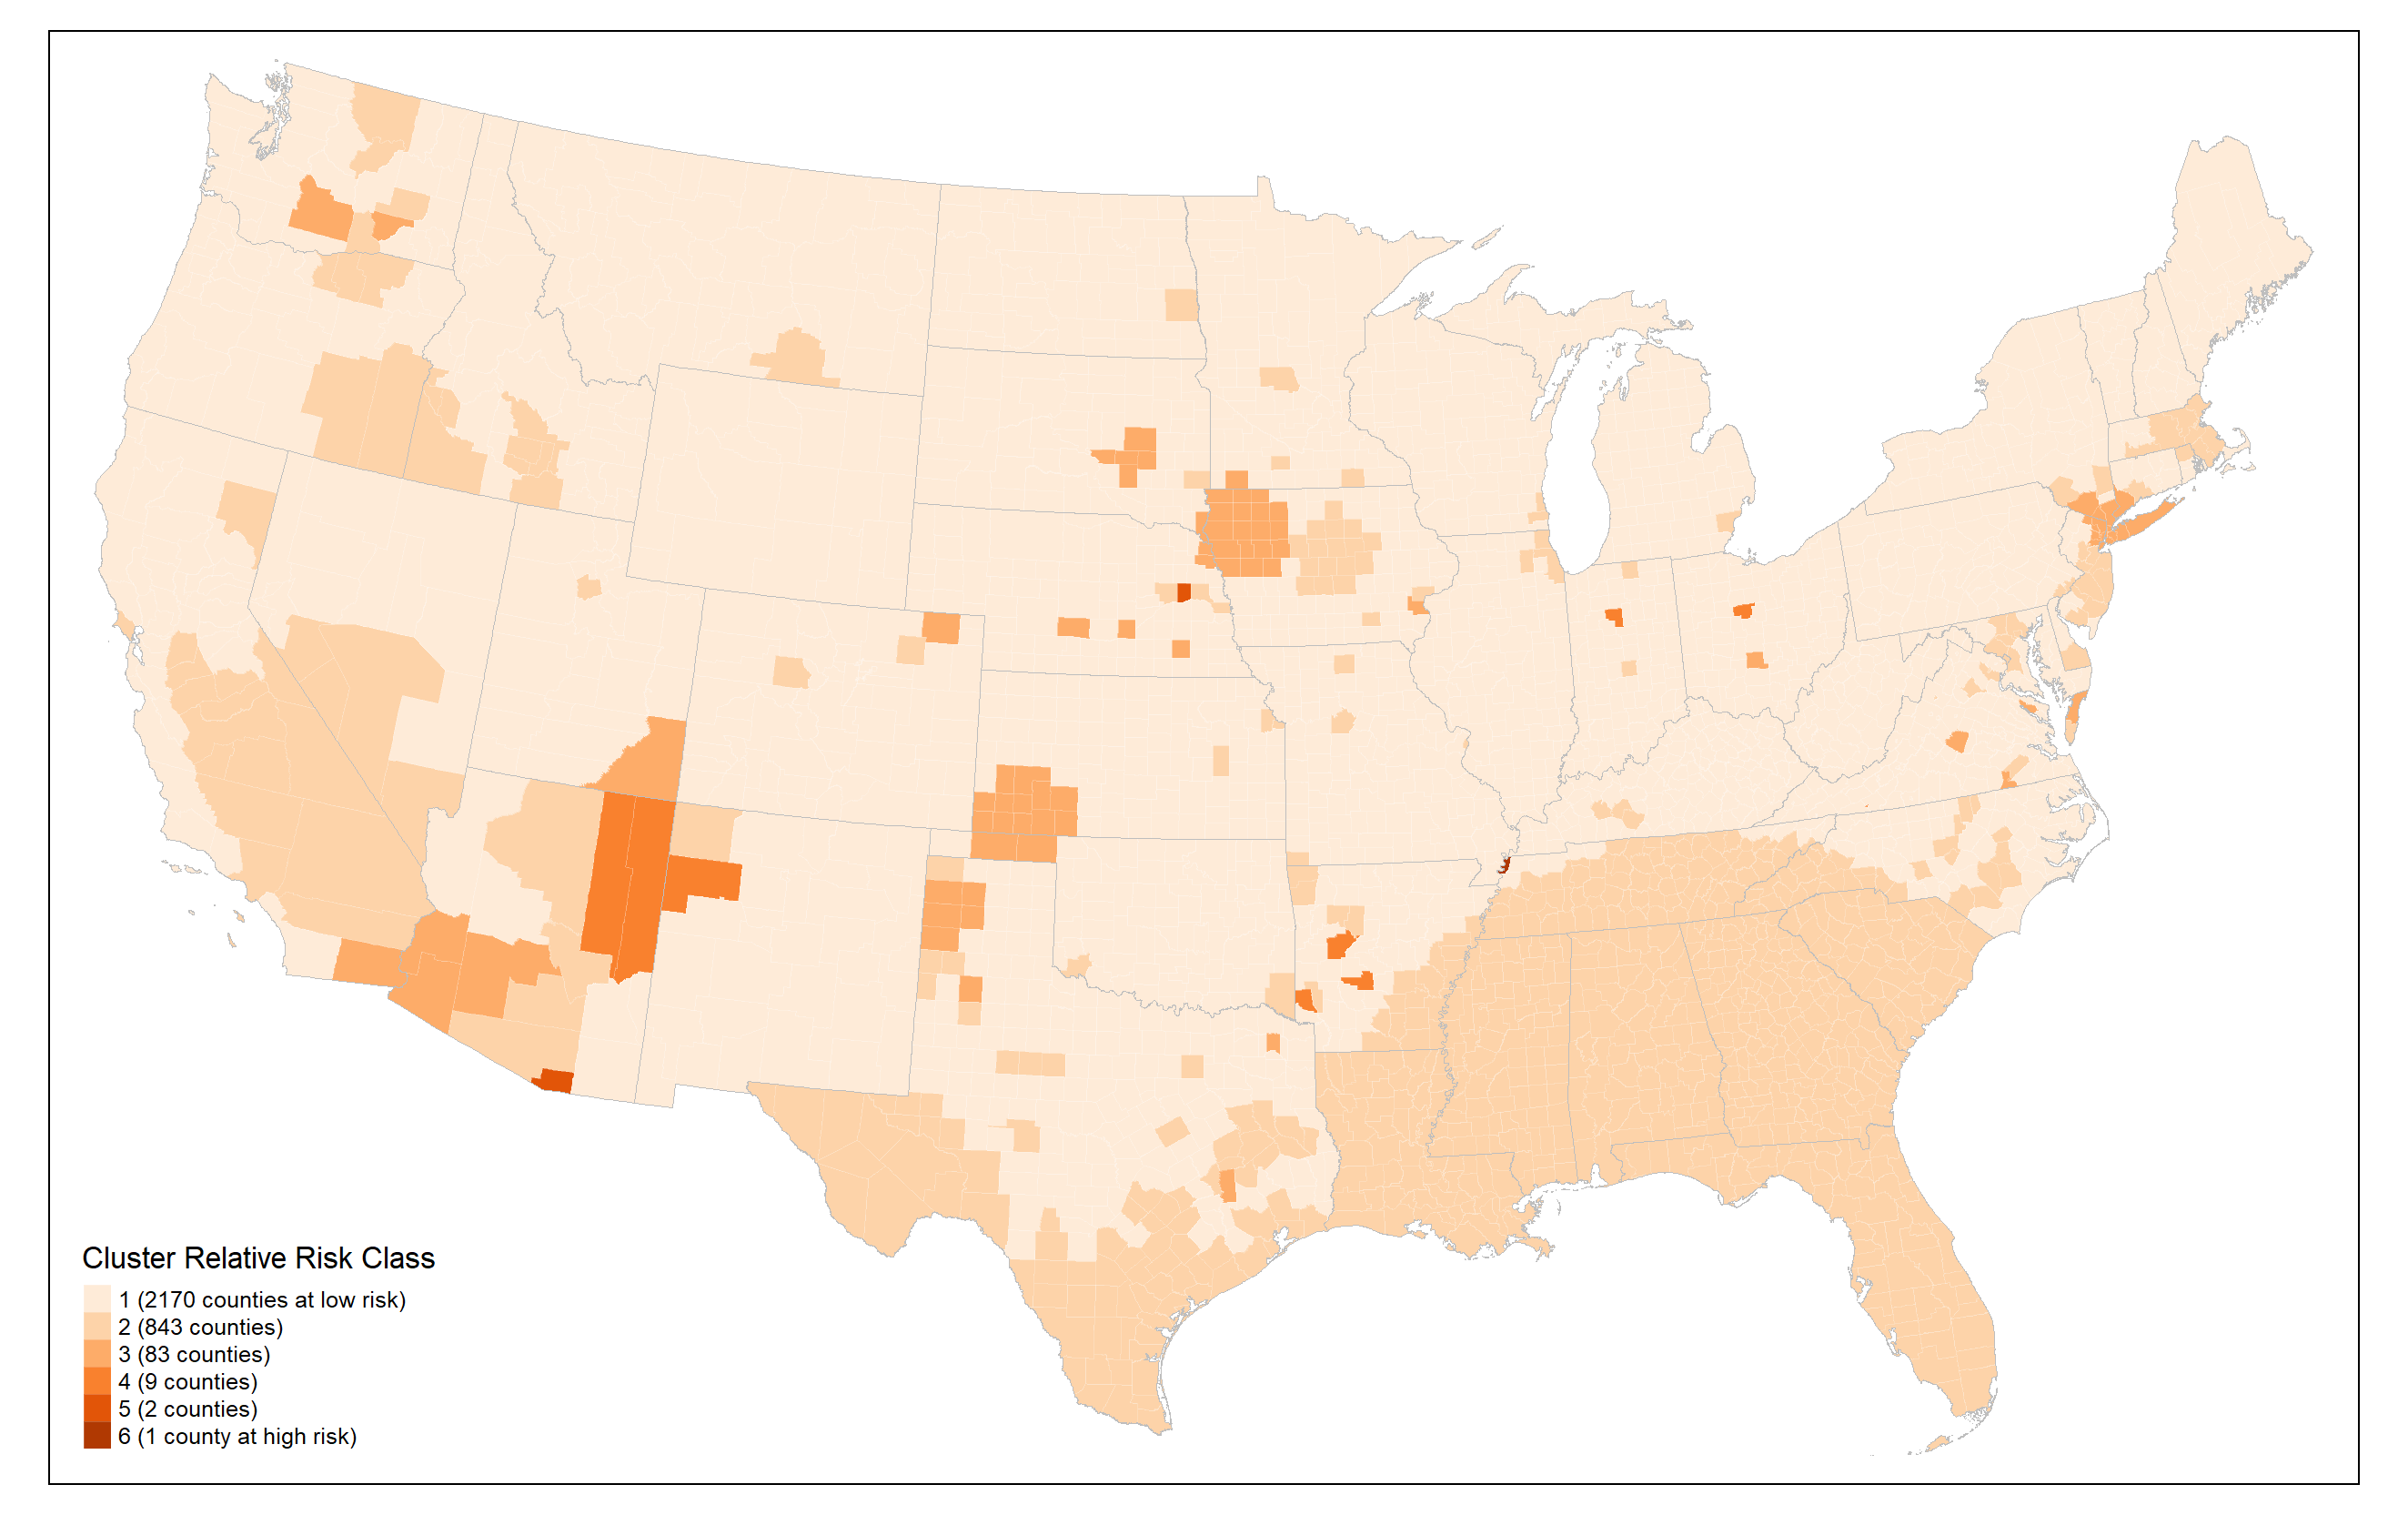 Cluster Relative Risk Class
1 (2170 counties at low risk)
2 (843 counties)
3 (83 counties)
4 (9 counties)
5 (2 counties)
6 (1 county at high risk)